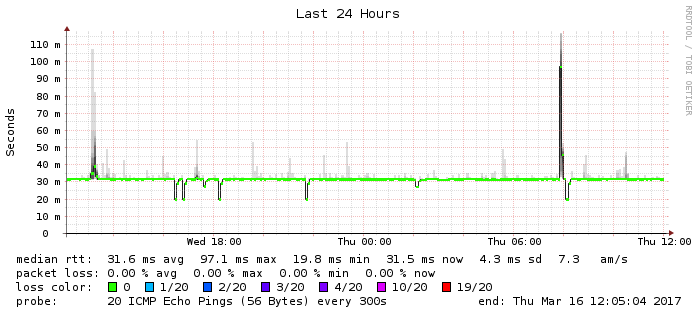 Last 24 Hours
RRDTOOL / TOBI OETIKER
Seconds
110 m
100 m
90 m
80 m
70 m
60 m
50 m
40 m
30 m
20 m
10 m
0
Wed 18:00 Thu 00:00 Thu 06:00 Thu 12:00
median rtt: 31.6 ms avg 97.1 ms max 19.8 ms min 31.5 ms now 4.3 ms sd 7.3 am/s
packet loss: 0.00 % avg 0.00 % max 0.00 % min 0.00 % now
loss color: 0 1/20 2/20 3/20 4/20 10/20 19/20
probe: 20 ICMP Echo Pings (56 Bytes) every 300s end: Thu Mar 16 12:05:04 2017